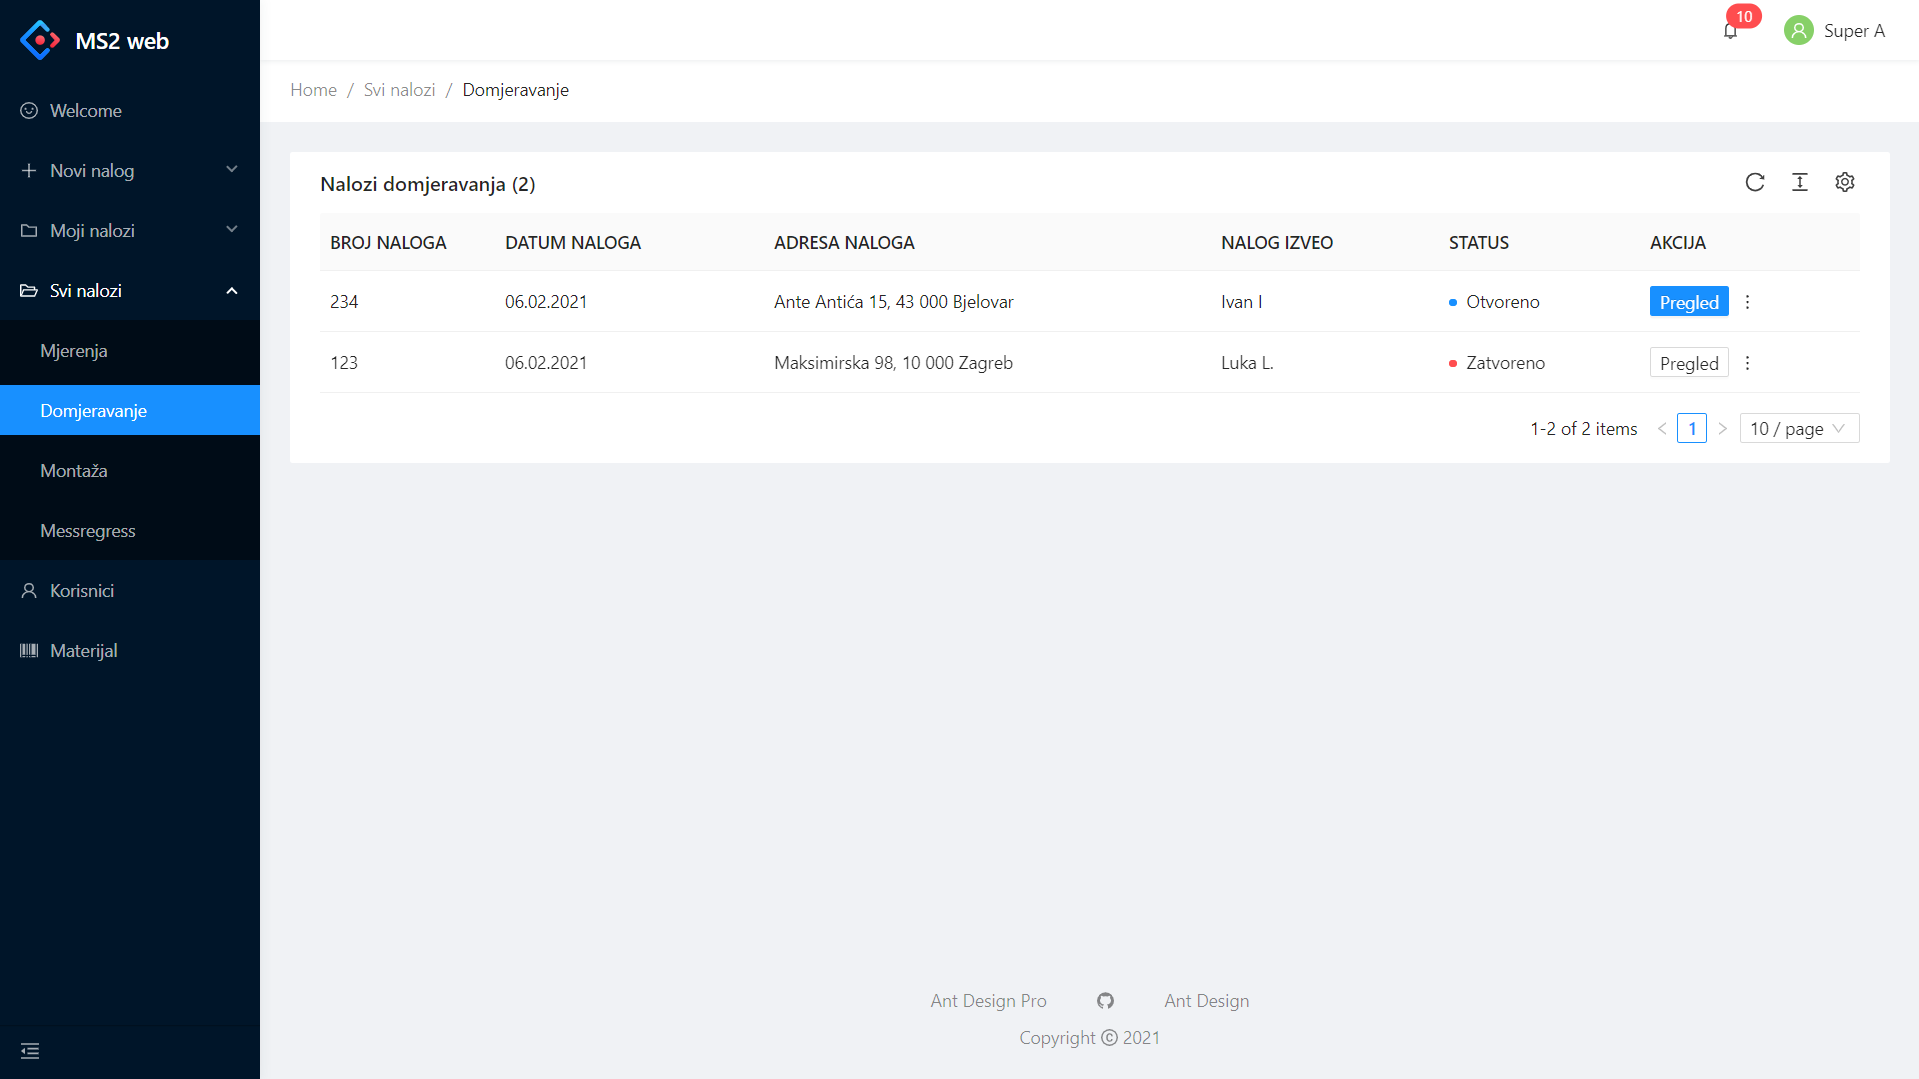 MS2 web
Welcome
Novi nalog
Moji nalozi
Svi nalozi
Mjerenja
Domjeravanje
Montaža
Messregress
Korisnici
Materijal
10
Super A
Home / Svi nalozi / Domjeravanje
Nalozi domjeravanja (2)
BROJ NALOGA DATUM NALOGA ADRESA NALOGA NALOG IZVEO STATUS AKCIJA
234 06.02.2021 Ante Antića 15, 43 000 Bjelovar Ivan I Otvoreno Pregled
123 06.02.2021 Maksimirska 98, 10 000 Zagreb Luka L. Zatvoreno Pregled
1-2 of 2 items < 1 > 10 / page
Ant Design Pro Ant Design
Copyright © 2021